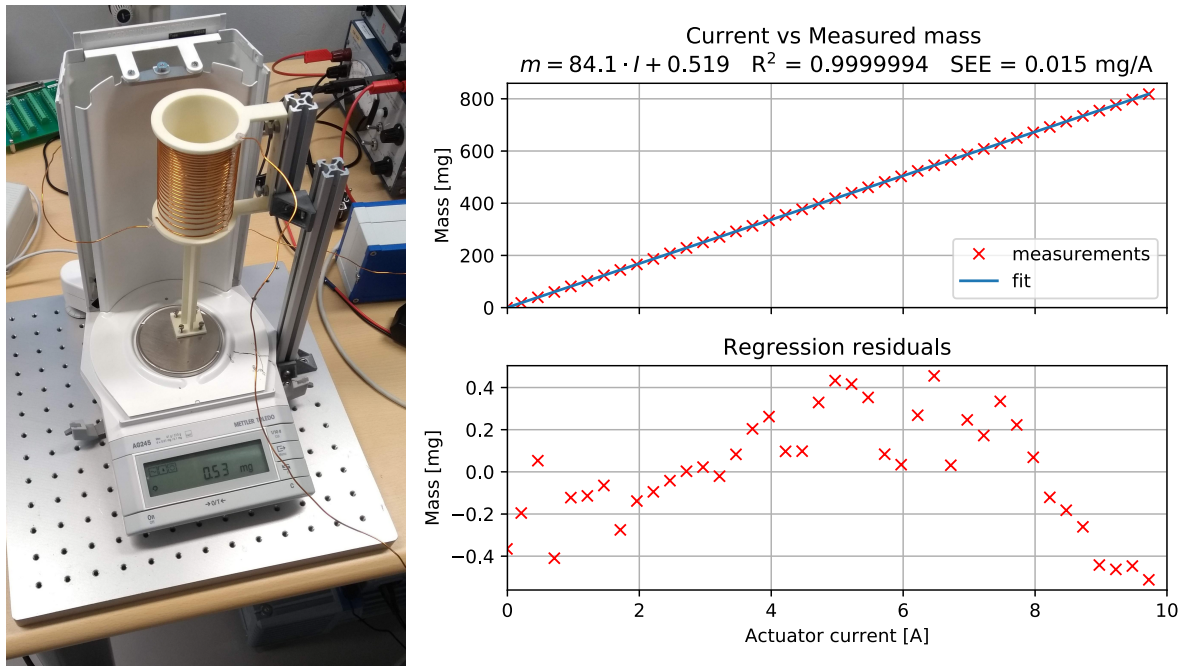 AG245
METTLER TOLEDO
0.53 mg
→0/T←
On
Current vs Measured mass
m = 84.1 · I + 0.519 R² = 0.9999994 SEE = 0.015 mg/A
Mass [mg]
800
600
400
200
0
measurements
fit
Regression residuals
Mass [mg]
0.4
0.2
0.0
−0.2
−0.4
0 2 4 6 8 10
Actuator current [A]